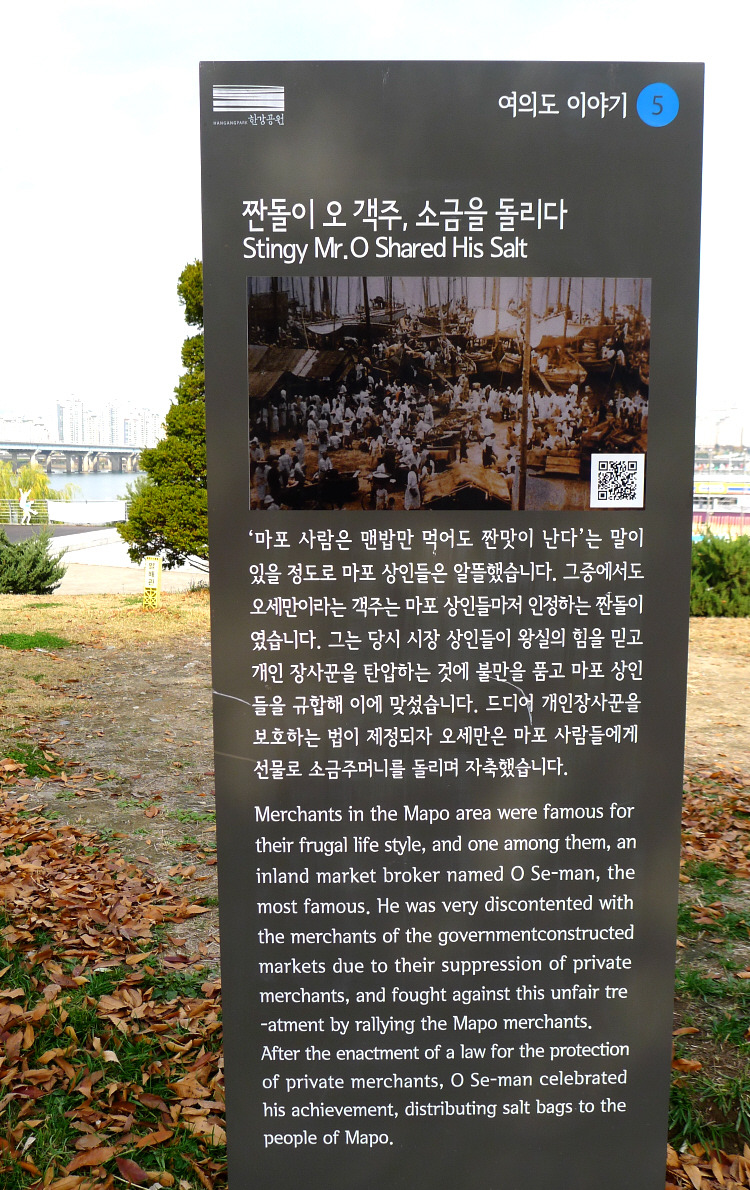 HANGANGPARK 한강공원
여의도 이야기 5
짠돌이 오 객주, 소금을 돌리다
Stingy Mr.O Shared His Salt
‘마포 사람은 맨밥만 먹어도 짠맛이 난다’는 말이
있을 정도로 마포 상인들은 알뜰했습니다. 그중에서도
오세만이라는 객주는 마포 상인들마저 인정하는 짠돌이
였습니다. 그는 당시 시장 상인들이 왕실의 힘을 믿고
개인 장사꾼을 탄압하는 것에 불만을 품고 마포 상인
들을 규합해 이에 맞섰습니다. 드디어 개인장사꾼을
보호하는 법이 제정되자 오세만은 마포 사람들에게
선물로 소금주머니를 돌리며 자축했습니다.
Merchants in the Mapo area were famous for
their frugal life style, and one among them, an
inland market broker named O Se-man, the
most famous. He was very discontented with
the merchants of the governmentconstructed
markets due to their suppression of private
merchants, and fought against this unfair tre
-atment by rallying the Mapo merchants.
After the enactment of a law for the protection
of private merchants, O Se-man celebrated
his achievement, distributing salt bags to the
people of Mapo.